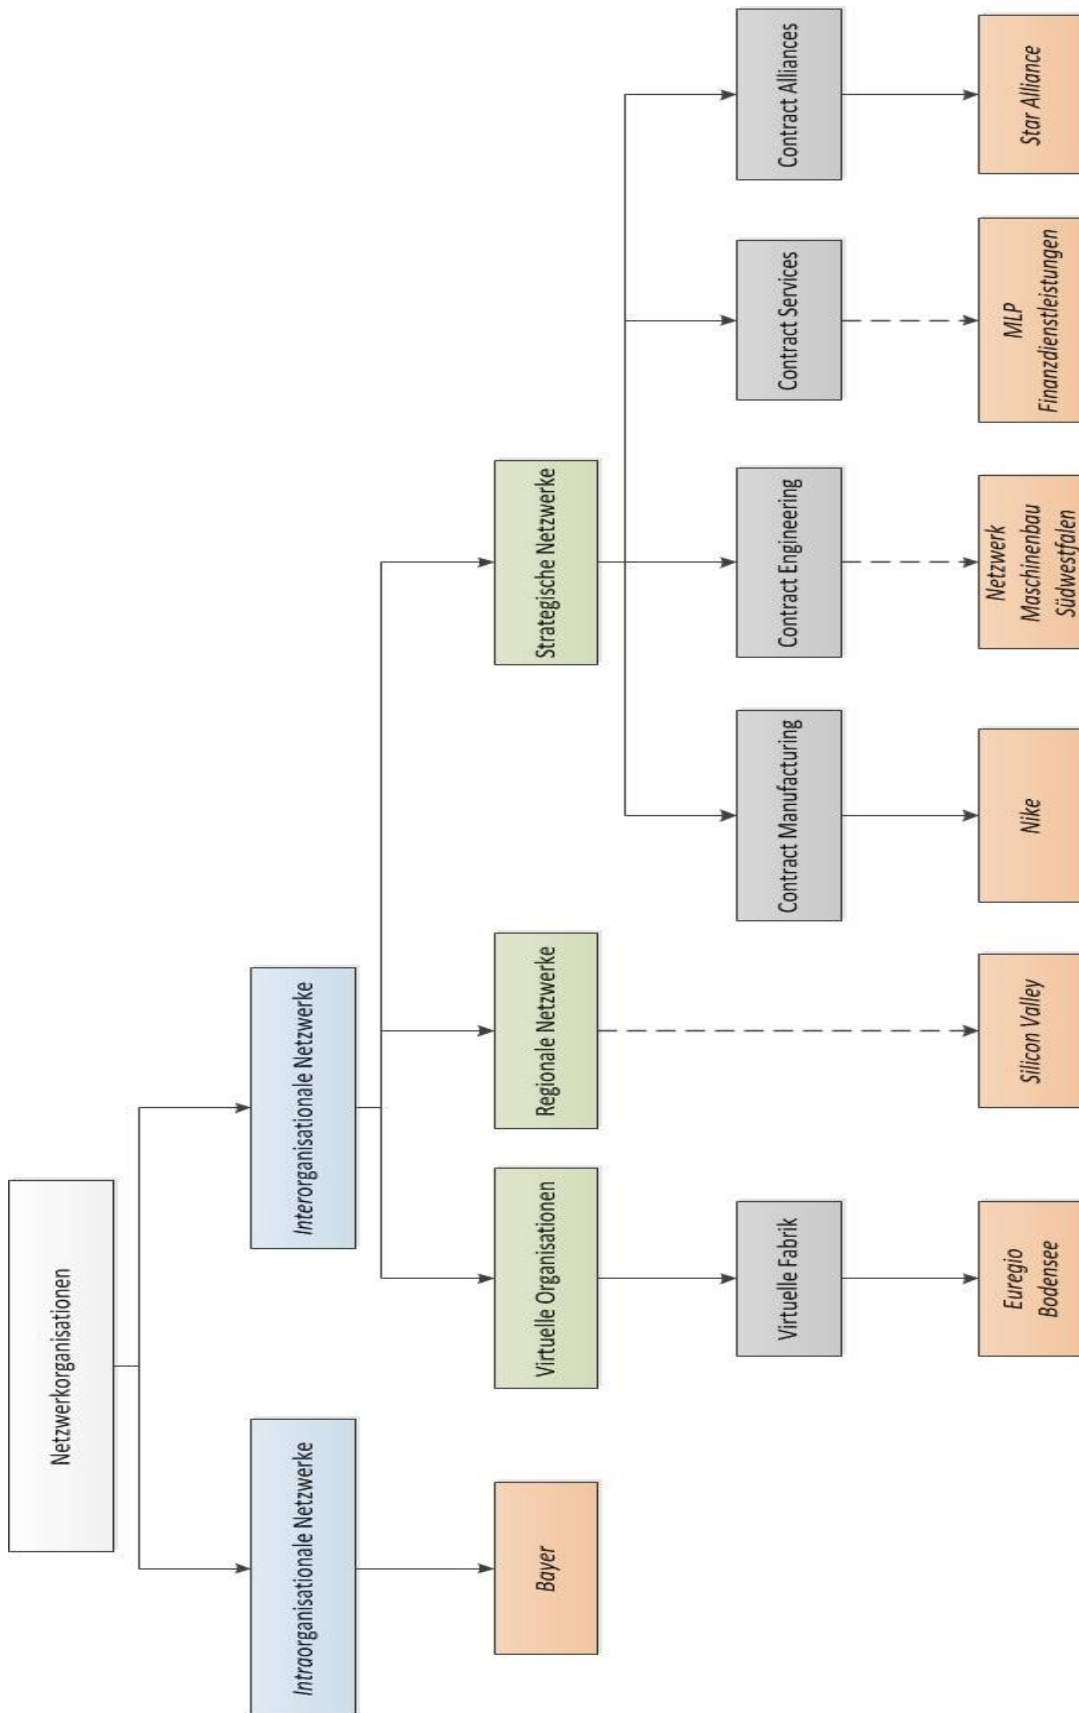 Netzwerkorganisationen
Intraorganisationale Netzwerke
Interorganisationale Netzwerke
Bayer
Virtuelle Organisationen
Regionale Netzwerke
Strategische Netzwerke
Virtuelle Fabrik
Contract Manufacturing
Contract Engineering
Contract Services
Contract Alliances
Euregio
Bodensee
Silicon Valley
Nike
Netzwerk
Maschinenbau
Südwestfalen
MLP
Finanzdienstleistungen
Star Alliance